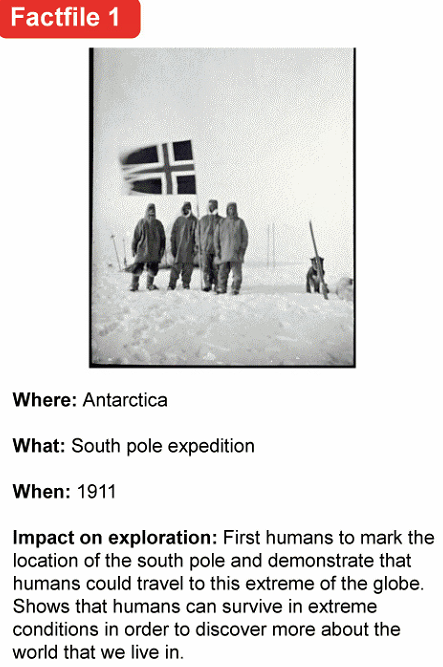 Factfile 1
Where: Antarctica
What: South pole expedition
When: 1911
Impact on exploration: First humans to mark the
location of the south pole and demonstrate that
humans could travel to this extreme of the globe.
Shows that humans can survive in extreme
conditions in order to discover more about the
world that we live in.